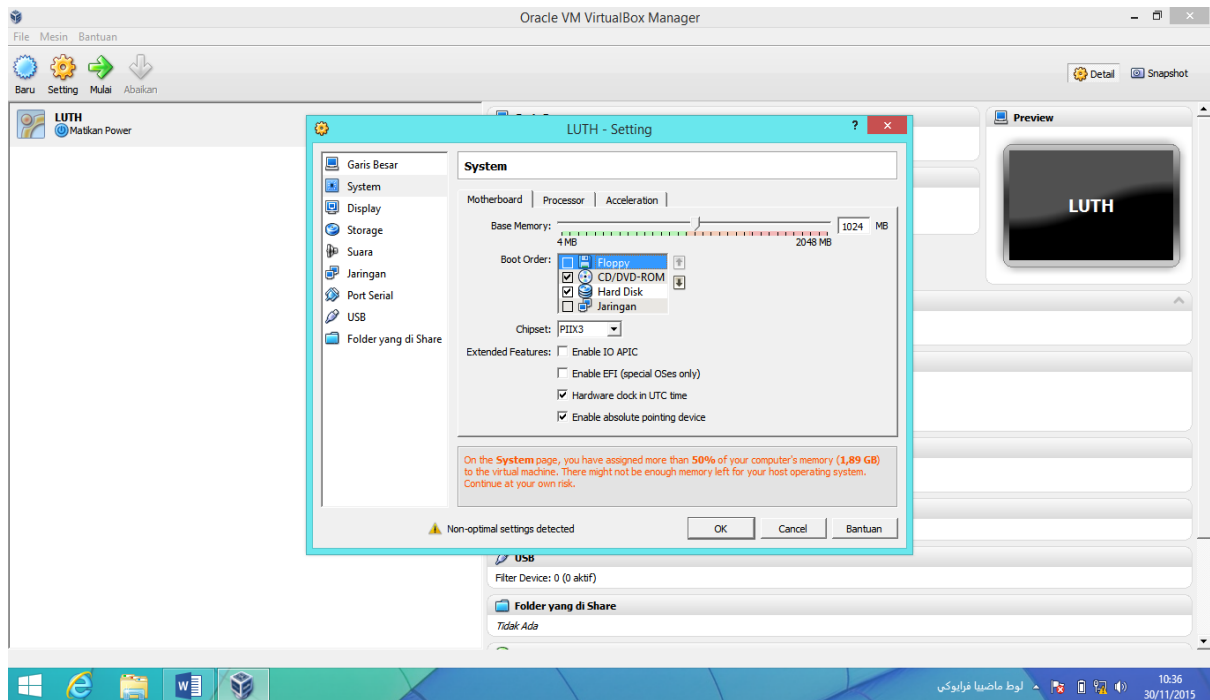 Oracle VM VirtualBox Manager
File Mesin Bantuan
Baru Setting Mulai Abaikan
Detail Snapshot
LUTH
Matikan Power
Preview
LUTH
LUTH - Setting
?
Garis Besar
System
Display
Storage
Suara
Jaringan
Port Serial
USB
Folder yang di Share
System
Motherboard Processor Acceleration
Base Memory: 1024 MB
4 MB 2048 MB
Boot Order: Floppy
CD/DVD-ROM
Hard Disk
Jaringan
Chipset: PIIX3
Extended Features: Enable IO APIC
Enable EFI (special OSes only)
Hardware clock in UTC time
Enable absolute pointing device
On the System page, you have assigned more than 50% of your computer's memory (1,89 GB)
to the virtual machine. There might not be enough memory left for your host operating system.
Continue at your own risk.
Non-optimal settings detected
OK Cancel Bantuan
USB
Filter Device: 0 (0 aktif)
Folder yang di Share
Tidak Ada
10:36
30/11/2015